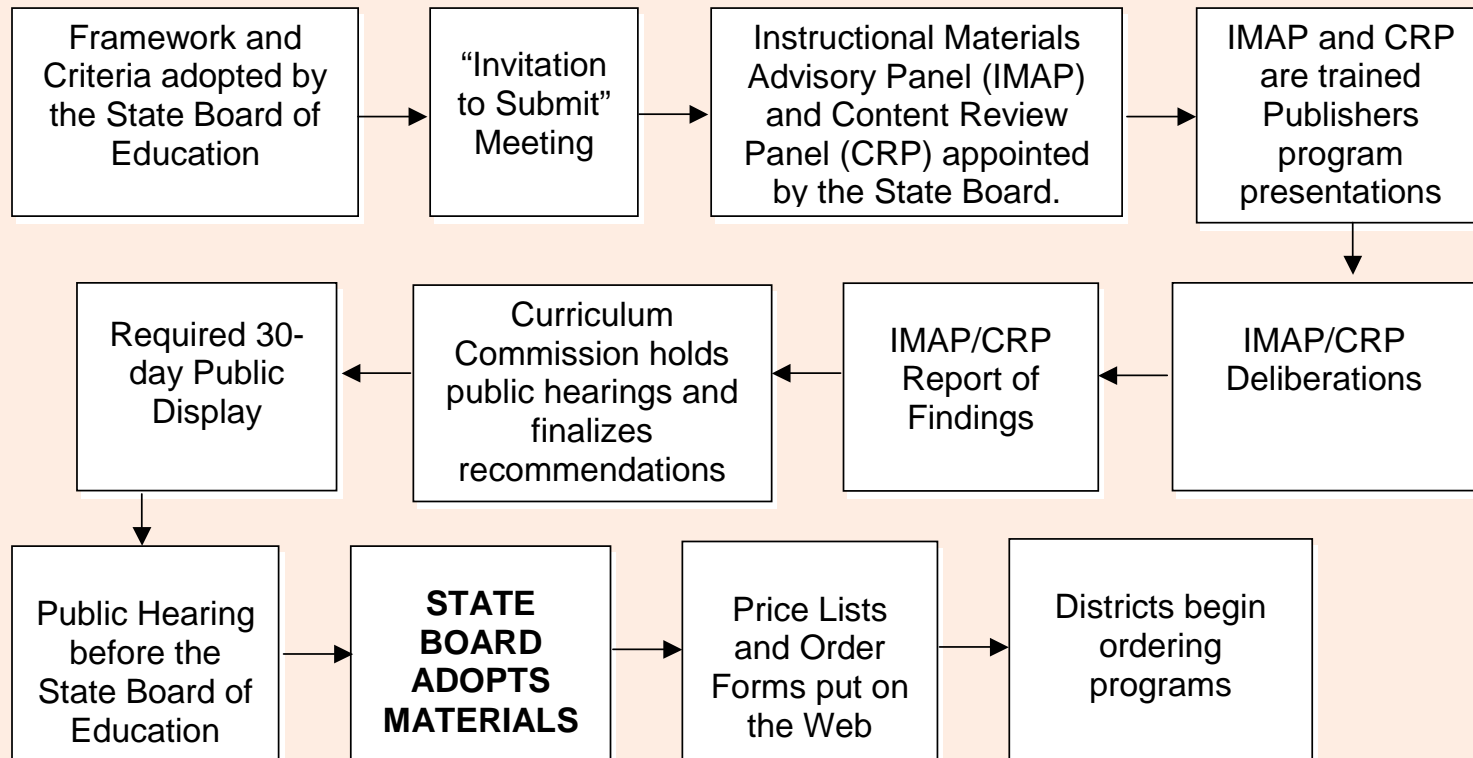 Framework and
Criteria adopted by
the State Board of
Education
“Invitation
to Submit”
Meeting
Instructional Materials
Advisory Panel (IMAP)
and Content Review
Panel (CRP) appointed
by the State Board.
IMAP and CRP
are trained
Publishers
program
presentations
IMAP/CRP
Deliberations
IMAP/CRP
Report of
Findings
Curriculum
Commission holds
public hearings and
finalizes
recommendations
Required 30-
day Public
Display
Public Hearing
before the
State Board of
Education
STATE
BOARD
ADOPTS
MATERIALS
Price Lists
and Order
Forms put on
the Web
Districts begin
ordering
programs